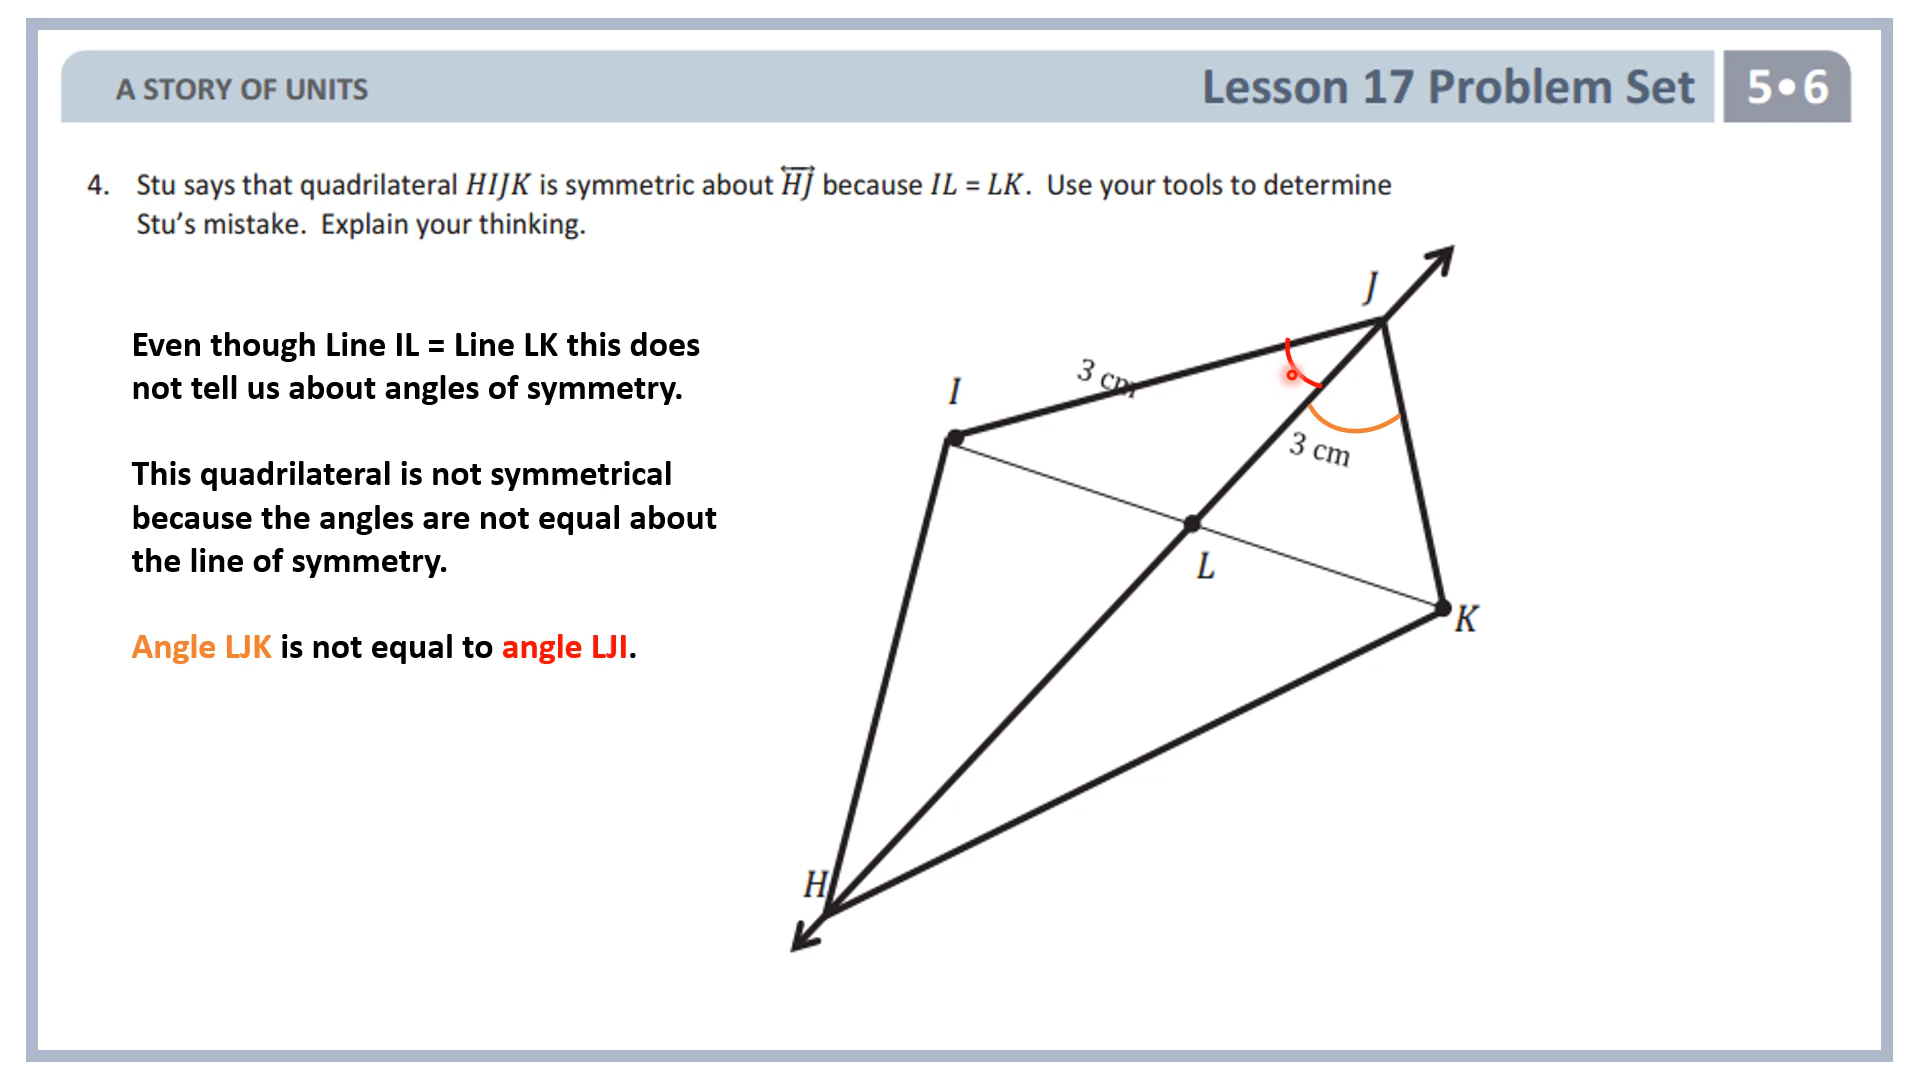 A STORY OF UNITS
Lesson 17 Problem Set
5•6
4. Stu says that quadrilateral HIJK is symmetric about HJ because IL = LK. Use your tools to determine
Stu’s mistake. Explain your thinking.
Even though Line IL = Line LK this does
not tell us about angles of symmetry.
This quadrilateral is not symmetrical
because the angles are not equal about
the line of symmetry.
Angle LJK is not equal to angle LJI.
J
3 cm
I
3 cm
L
K
H